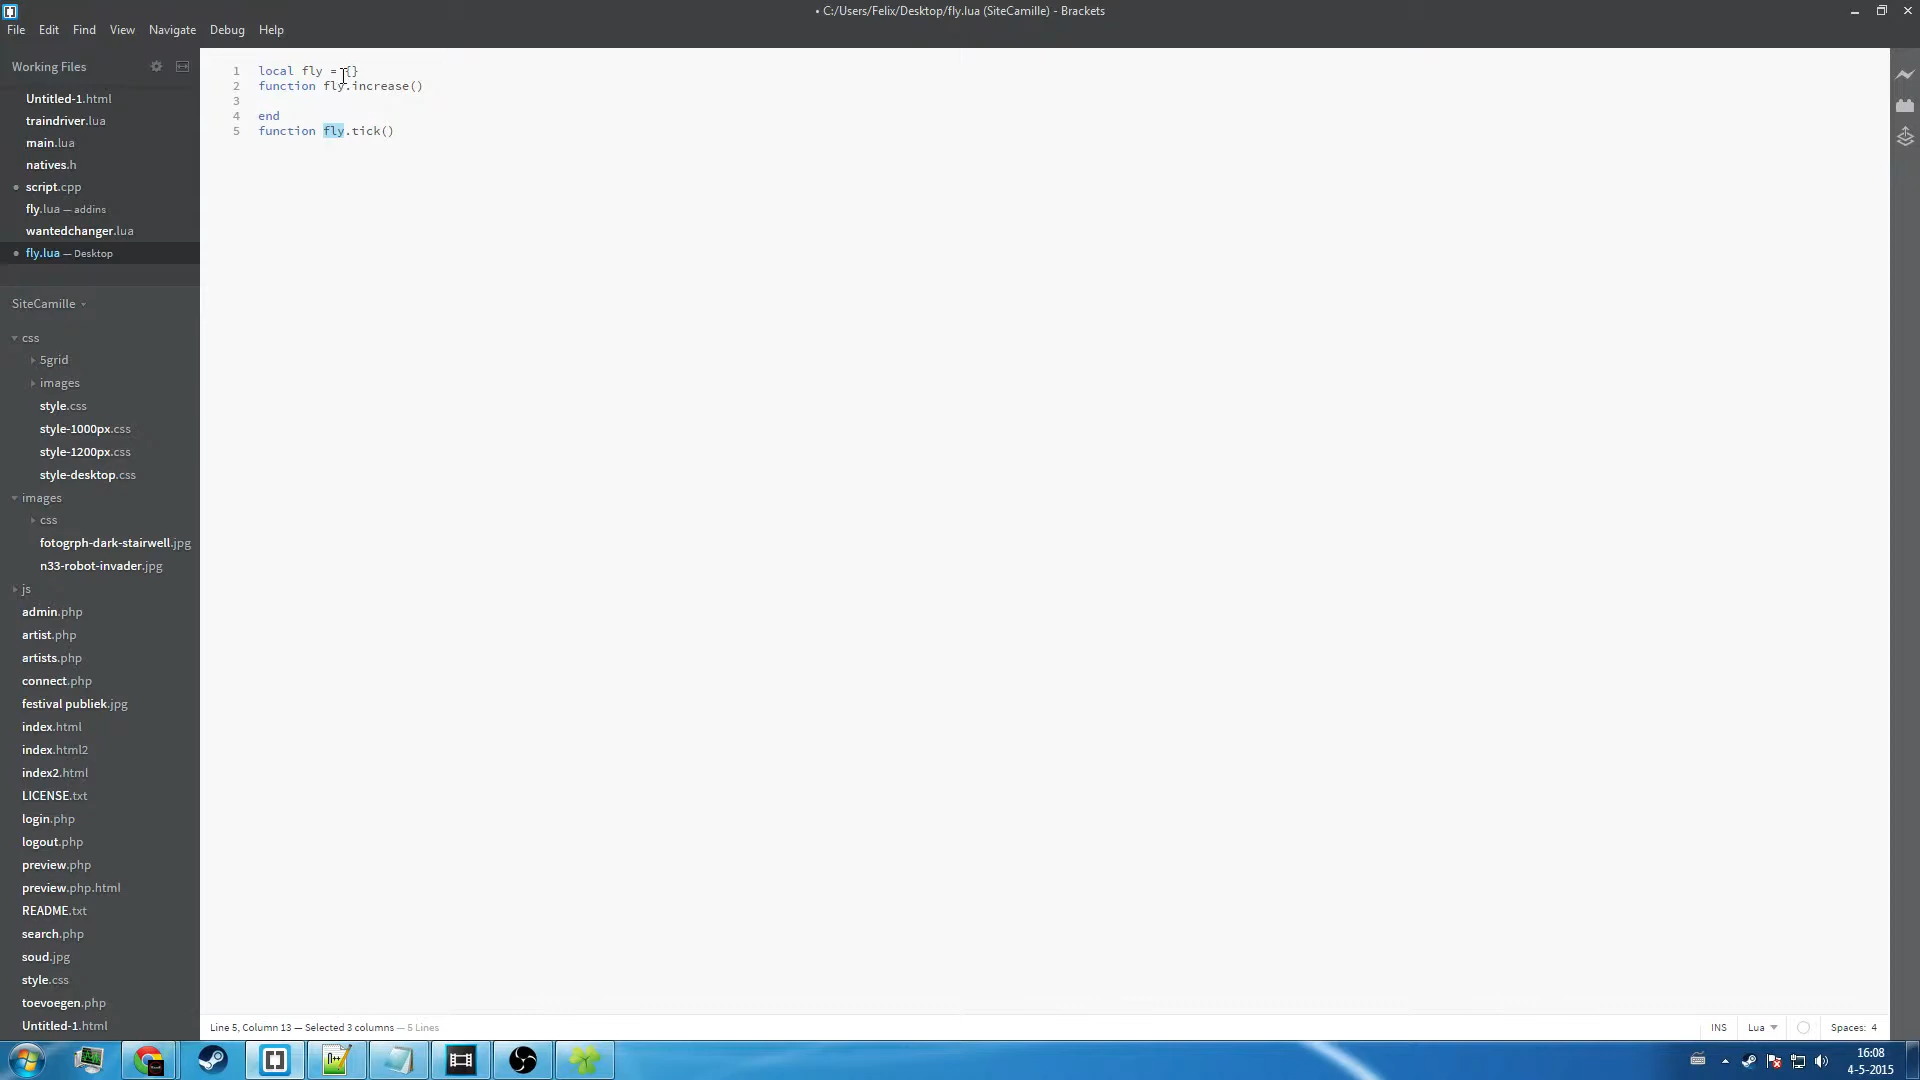 • C:/Users/Felix/Desktop/fly.lua (SiteCamille) - Brackets
File Edit Find View Navigate Debug Help
Working Files
Untitled-1.html
traindriver.lua
main.lua
natives.h
script.cpp
fly.lua — addins
wantedchanger.lua
fly.lua — Desktop
SiteCamille
css
5grid
images
style.css
style-1000px.css
style-1200px.css
style-desktop.css
images
css
fotogrph-dark-stairwell.jpg
n33-robot-invader.jpg
js
admin.php
artist.php
artists.php
connect.php
festival publiek.jpg
index.html
index.html2
index2.html
LICENSE.txt
login.php
logout.php
preview.php
preview.php.html
README.txt
search.php
soud.jpg
style.css
toevoegen.php
Untitled-1.html
1 local fly = {}
2 function fly.increase()
3
4 end
5 function fly.tick()
Line 5, Column 13 — Selected 3 columns — 5 Lines
INS Lua Spaces: 4
16:08
4-5-2015